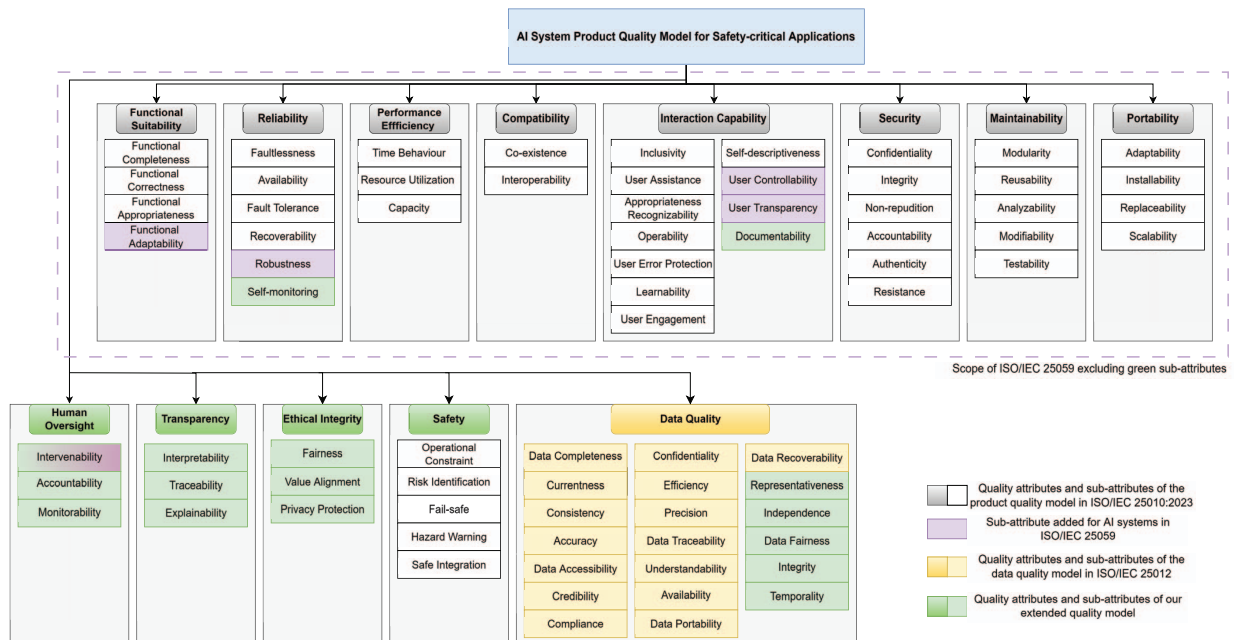 AI System Product Quality Model for Safety-critical Applications
Functional
Suitability
Functional
Completeness
Functional
Correctness
Functional
Appropriateness
Functional
Adaptability
Reliability
Faultlessness
Availability
Fault Tolerance
Recoverability
Robustness
Self-monitoring
Performance
Effficiency
Time Behaviour
Resource Utilization
Capacity
Compatibility
Co-existence
Interoperability
Interaction Capability
Inclusivity
User Assistance
Appropriateness
Recognizability
Operability
User Error Protection
Learnability
User Engagement
Self-descriptiveness
User Controllability
User Transparency
Documentability
Security
Confidentiality
Integrity
Non-repudition
Accountability
Authenticity
Resistance
Maintainability
Modularity
Reusability
Analyzability
Modifiability
Testability
Portability
Adaptability
Installability
Replaceability
Scalability
Scope of ISO/IEC 25059 excluding green sub-attributes
Human
Oversight
Intervenability
Accountability
Monitorability
Transparency
Interpretability
Traceability
Explainability
Ethical Integrity
Fairness
Value Alignment
Privacy Protection
Safety
Operational
Constraint
Risk Identification
Fail-safe
Hazard Warning
Safe Integration
Data Quality
Data Completeness
Currentness
Consistency
Accuracy
Data Accessibility
Credibility
Compliance
Confidentiality
Efficiency
Precision
Data Traceability
Understandability
Availability
Data Portability
Data Recoverability
Representativeness
Independence
Data Fairness
Integrity
Temporality
Quality attributes and sub-attributes of the
product quality model in ISO/IEC 25010:2023
Sub-attribute added for AI systems in
ISO/IEC 25059
Quality attributes and sub-attributes of the
data quality model in ISO/IEC 25012
Quality attributes and sub-attributes of our
extended quality model